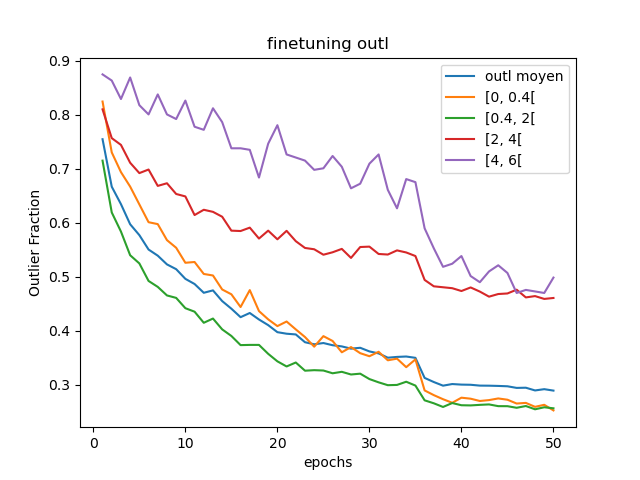 finetuning outl
Outlier Fraction
0.9
0.8
0.7
0.6
0.5
0.4
0.3
outl moyen
[0, 0.4[
[0.4, 2[
[2, 4[
[4, 6[
0 10 20 30 40 50
epochs